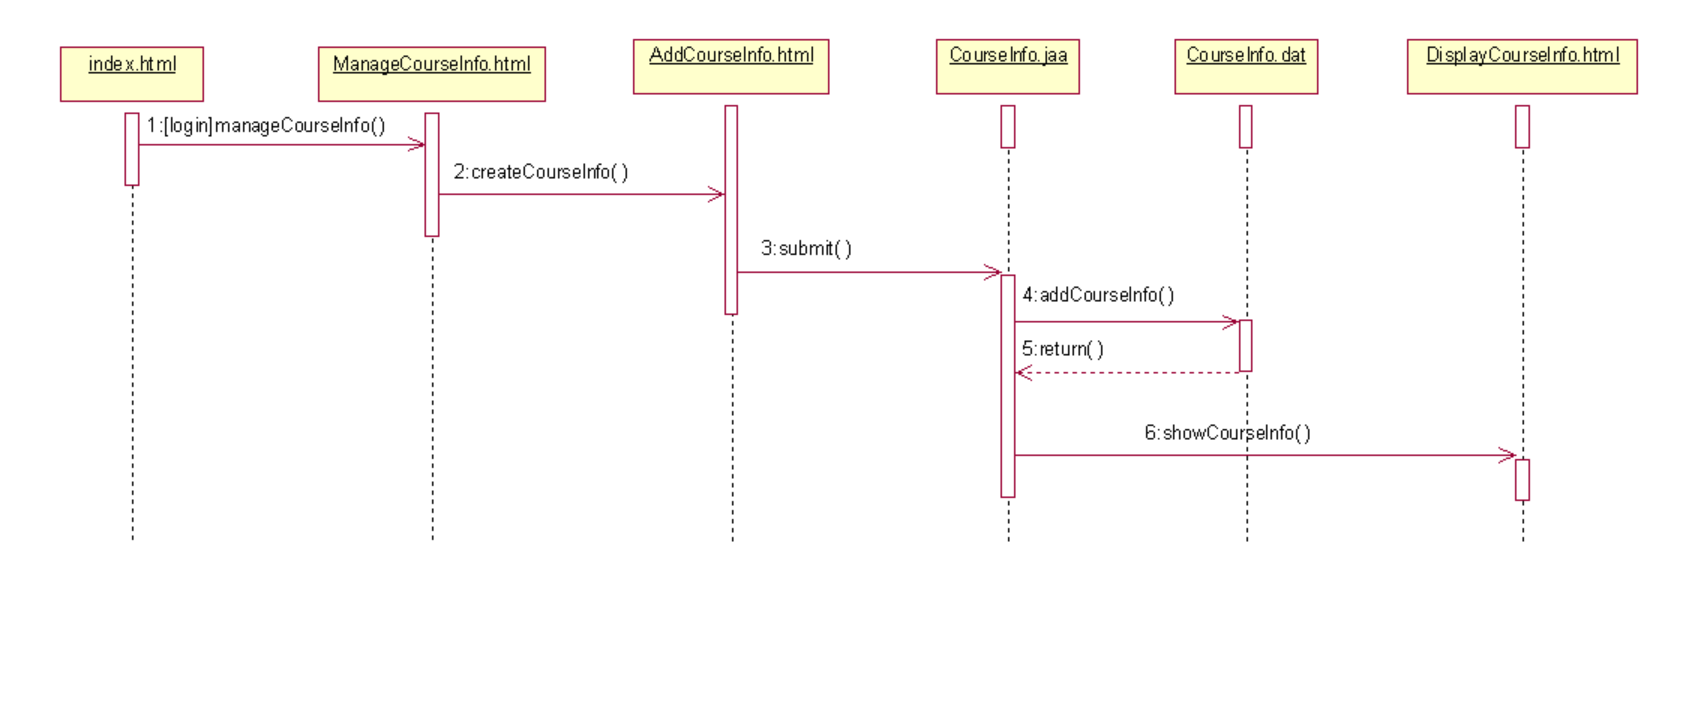 index.html
ManageCourseInfo.html
AddCourseInfo.html
CourseInfo.jaa
CourseInfo.dat
DisplayCourseInfo.html
1:[login]manageCourseInfo()
2:createCourseInfo( )
3:submit( )
4:addCourseInfo( )
5:return( )
6:showCourseInfo( )